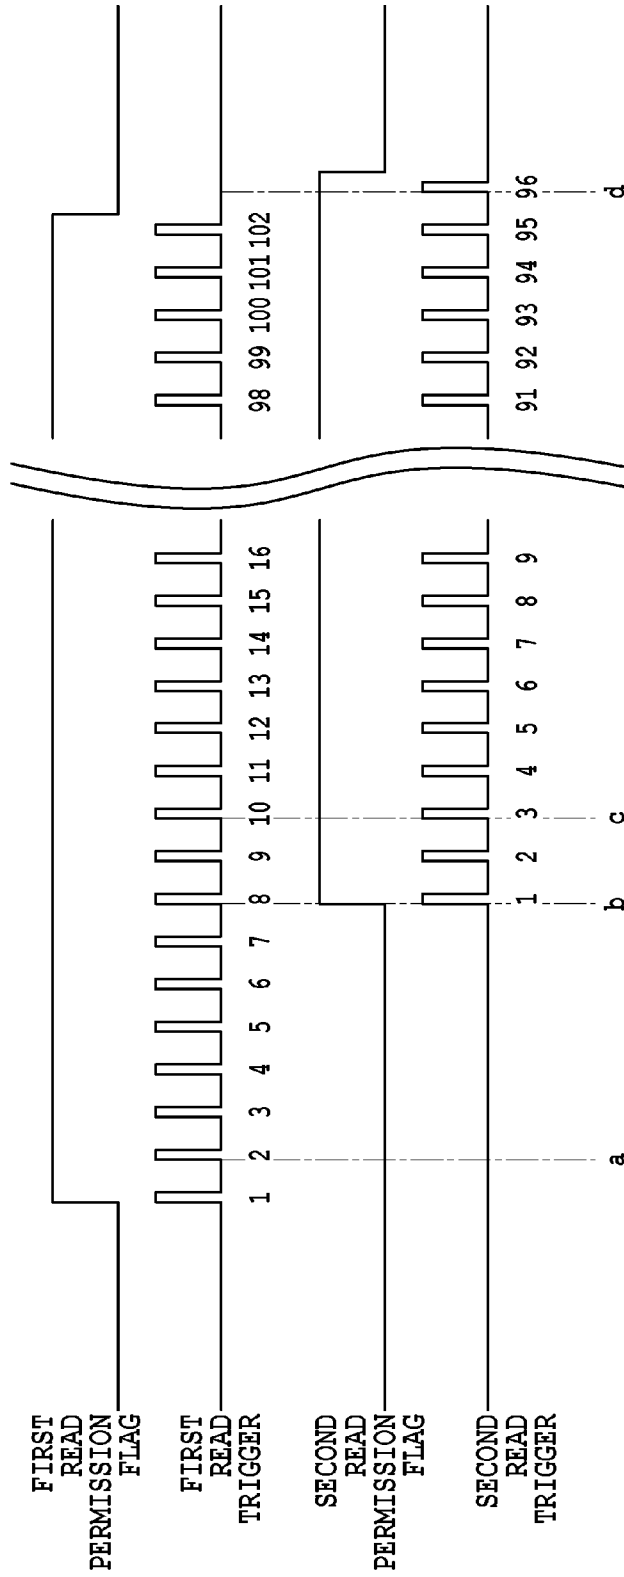 FIRST
READ
PERMISSION
FLAG
FIRST
READ
TRIGGER
1 2 3 4 5 6 7 8 9 10 11 12 13 14 15 16 98 99 100 101 102
SECOND
READ
PERMISSION
FLAG
SECOND
READ
TRIGGER
1 2 3 4 5 6 7 8 9 91 92 93 94 95 96
a b c d